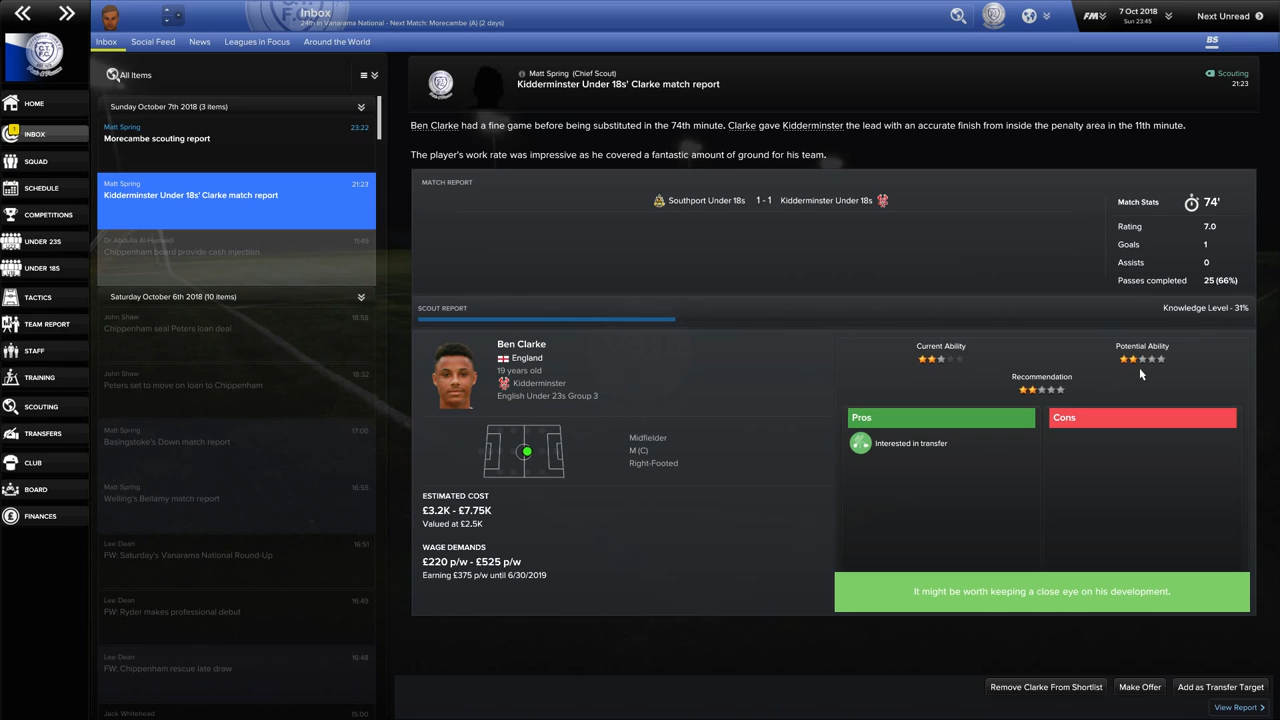 Inbox
24th in Vanarama National - Next Match: Morecambe (A) (2 days)
FM
7 Oct 2018
Sun 23:45
Next Unread
Inbox
Social Feed
News
Leagues in Focus
Around the World
BS
HOME
INBOX
SQUAD
SCHEDULE
COMPETITIONS
UNDER 23S
UNDER 18S
TACTICS
TEAM REPORT
STAFF
TRAINING
SCOUTING
TRANSFERS
CLUB
BOARD
FINANCES
All Items
Sunday October 7th 2018 (3 items)
Matt Spring 23:22
Morecambe scouting report
Matt Spring 21:23
Kidderminster Under 18s' Clarke match report
Dr Abdulla Al-Humaidi 11:49
Chippenham board provide cash injection
Saturday October 6th 2018 (10 items)
John Shaw 18:58
Chippenham seal Peters loan deal
John Shaw 18:32
Peters set to move on loan to Chippenham
Matt Spring 17:00
Basingstoke's Down match report
Matt Spring 16:55
Welling's Bellamy match report
Lee Dean 16:51
FW: Saturday's Vanarama National Round-Up
Lee Dean 16:49
FW: Ryder makes professional debut
Lee Dean 16:48
FW: Chippenham rescue late draw
Jack Whitehead 15:00
Matt Spring (Chief Scout)
Kidderminster Under 18s' Clarke match report
Scouting
21:23
Ben Clarke had a fine game before being substituted in the 74th minute. Clarke gave Kidderminster the lead with an accurate finish from inside the penalty area in the 11th minute.
The player's work rate was impressive as he covered a fantastic amount of ground for his team.
MATCH REPORT
Southport Under 18s 1 - 1 Kidderminster Under 18s
Match Stats 74'
Rating 7.0
Goals 1
Assists 0
Passes completed 25 (66%)
SCOUT REPORT
Knowledge Level - 31%
Ben Clarke
England
19 years old
Kidderminster
English Under 23s Group 3
Midfielder
M (C)
Right-Footed
ESTIMATED COST
£3.2K - £7.75K
Valued at £2.5K
WAGE DEMANDS
£220 p/w - £525 p/w
Earning £375 p/w until 6/30/2019
Current Ability
Potential Ability
Recommendation
Pros
Cons
Interested in transfer
It might be worth keeping a close eye on his development.
Remove Clarke From Shortlist
Make Offer
Add as Transfer Target
View Report